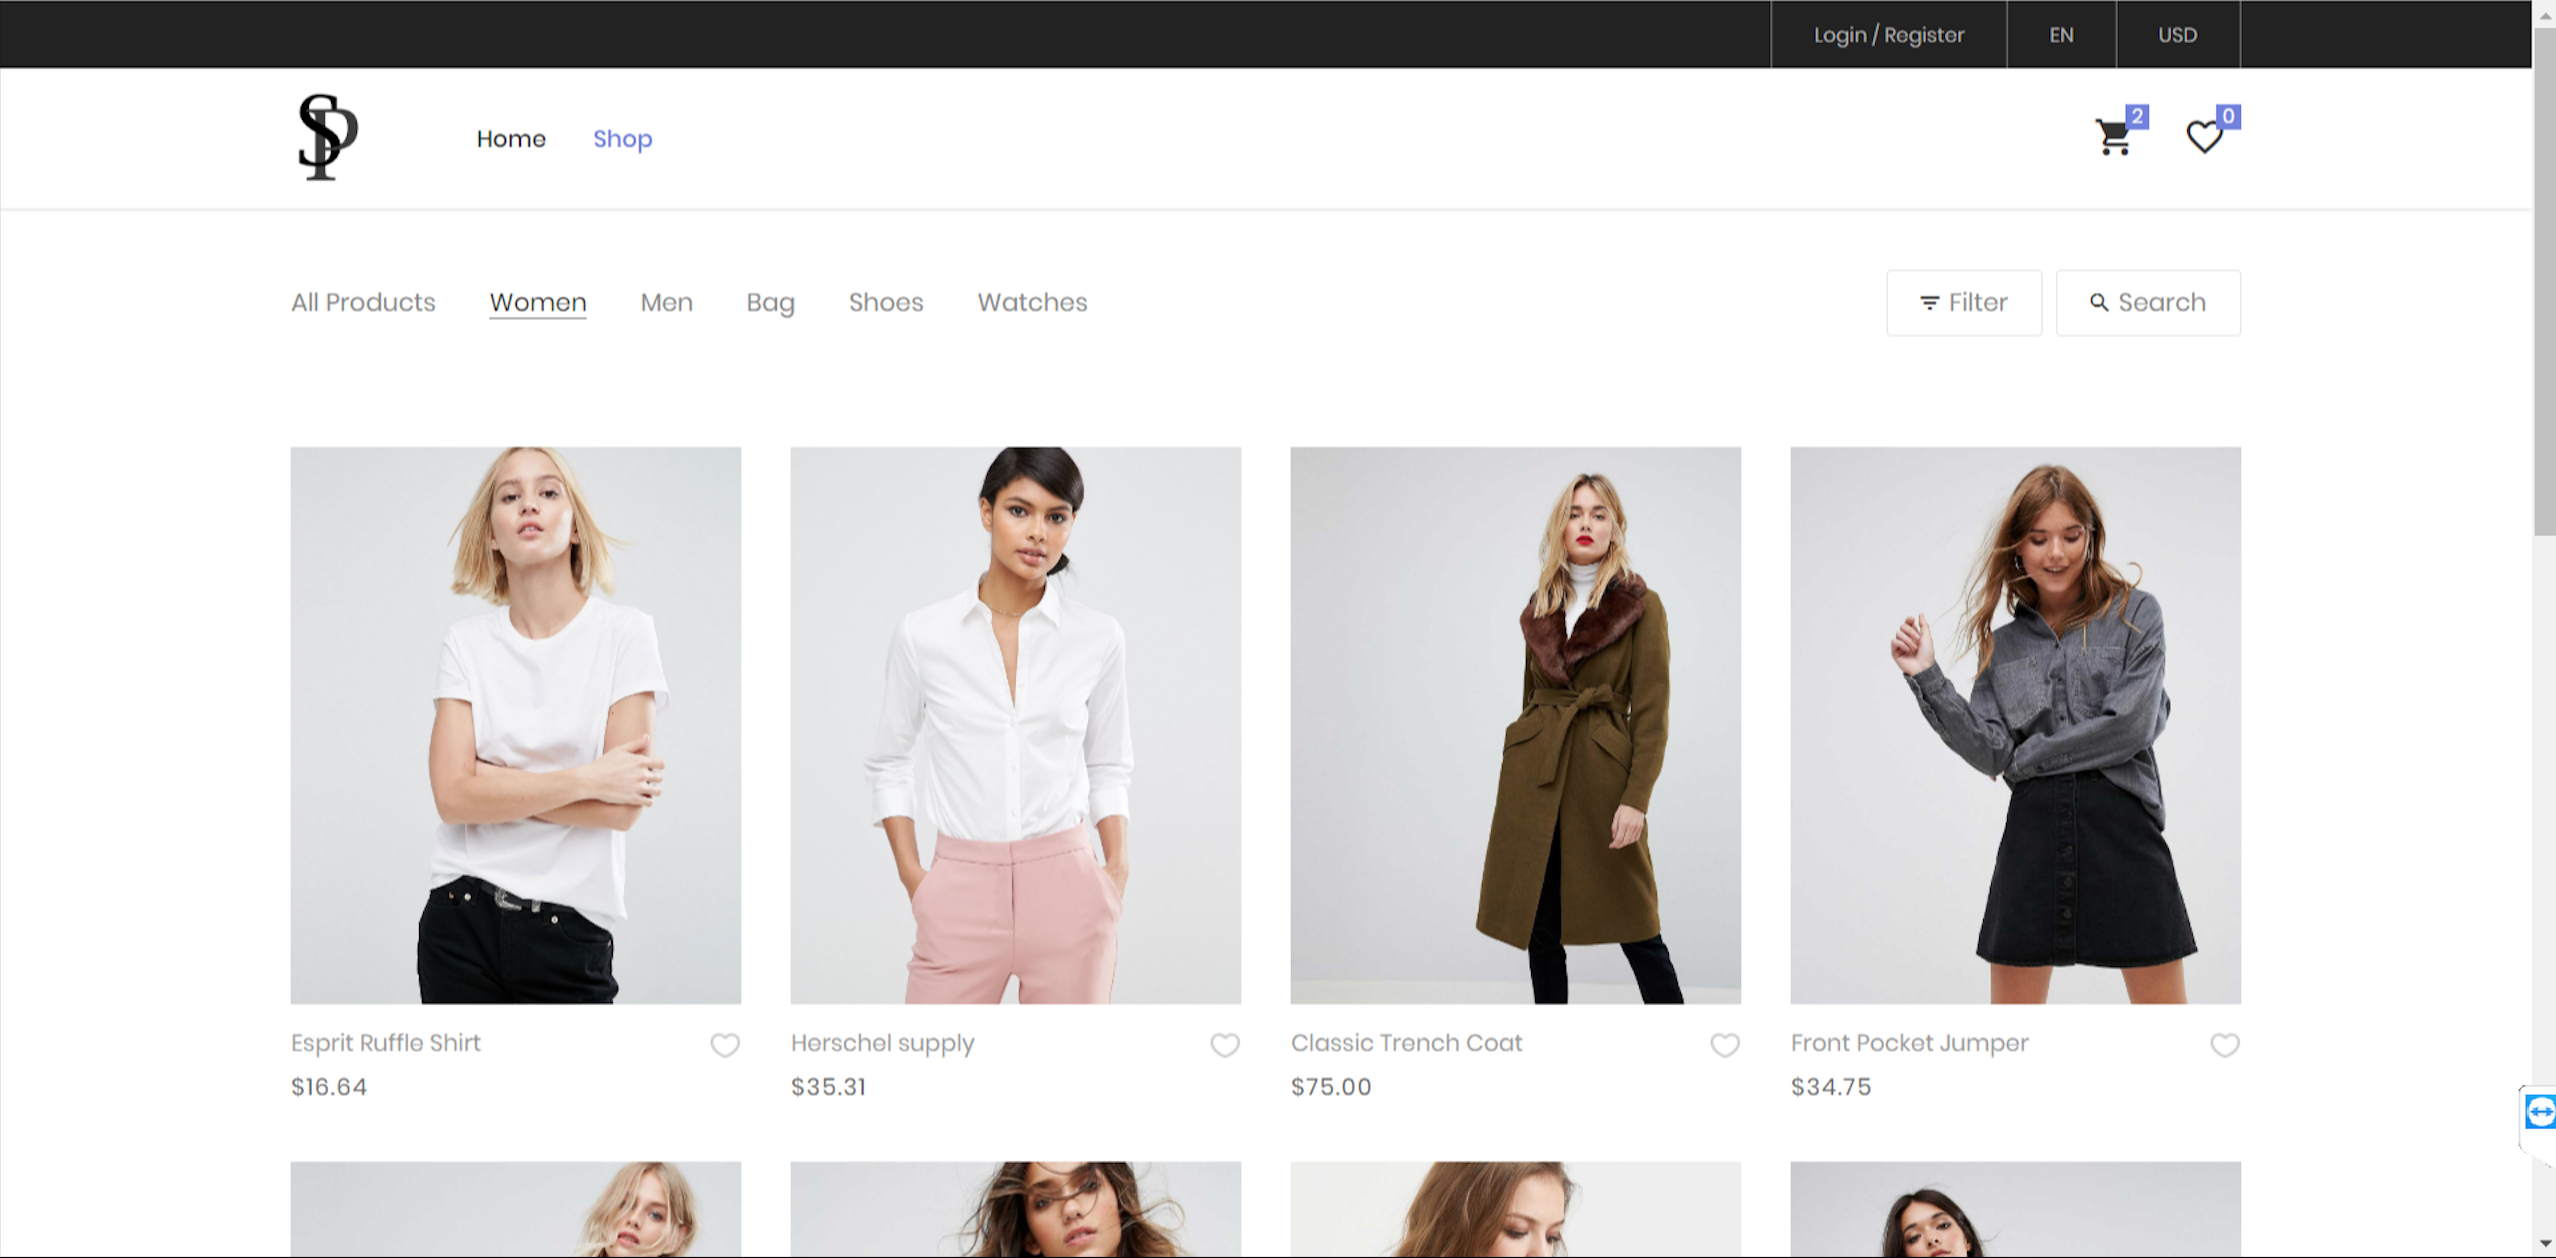 Login / Register EN USD
SP Home Shop 2 0
All Products Women Men Bag Shoes Watches Filter Search
Esprit Ruffle Shirt Herschel supply Classic Trench Coat Front Pocket Jumper
$16.64 $35.31 $75.00 $34.75